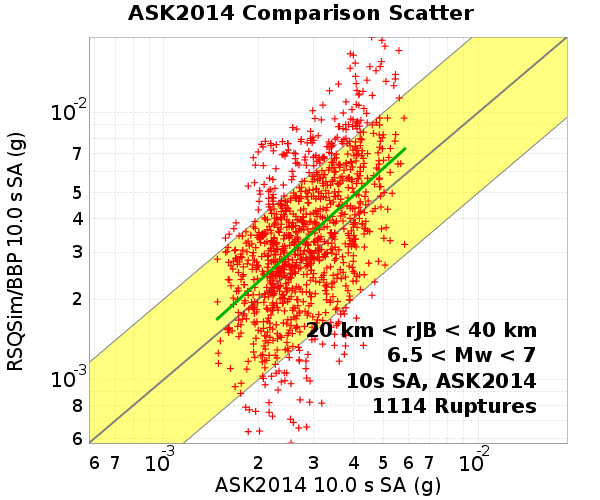 ASK2014 Comparison Scatter
RSQSim/BBP 10.0 s SA (g)
10-2
7
5
4
3
2
10-3
8
6
20 km < rJB < 40 km
6.5 < Mw < 7
10s SA, ASK2014
1114 Ruptures
6 7 10-3 2 3 4 5 6 7 10-2
ASK2014 10.0 s SA (g)